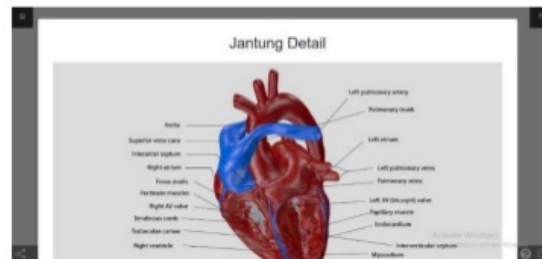 Jantung Detail
Left pulmonary artery
Pulmonary trunk
Aorta
Superior vena cava
Left atrium
Interatrial septum
Right atrium
Left pulmonary veins
Fossa ovalis
Pulmonary veins
Pectinate muscles
Right AV valve
Left AV (bicuspid) valve
Tendinous cords
Papillary muscle
Trabeculae carnae
Endocardium
Right ventricle
Interventricular septum
Myocardium
Activate Windows